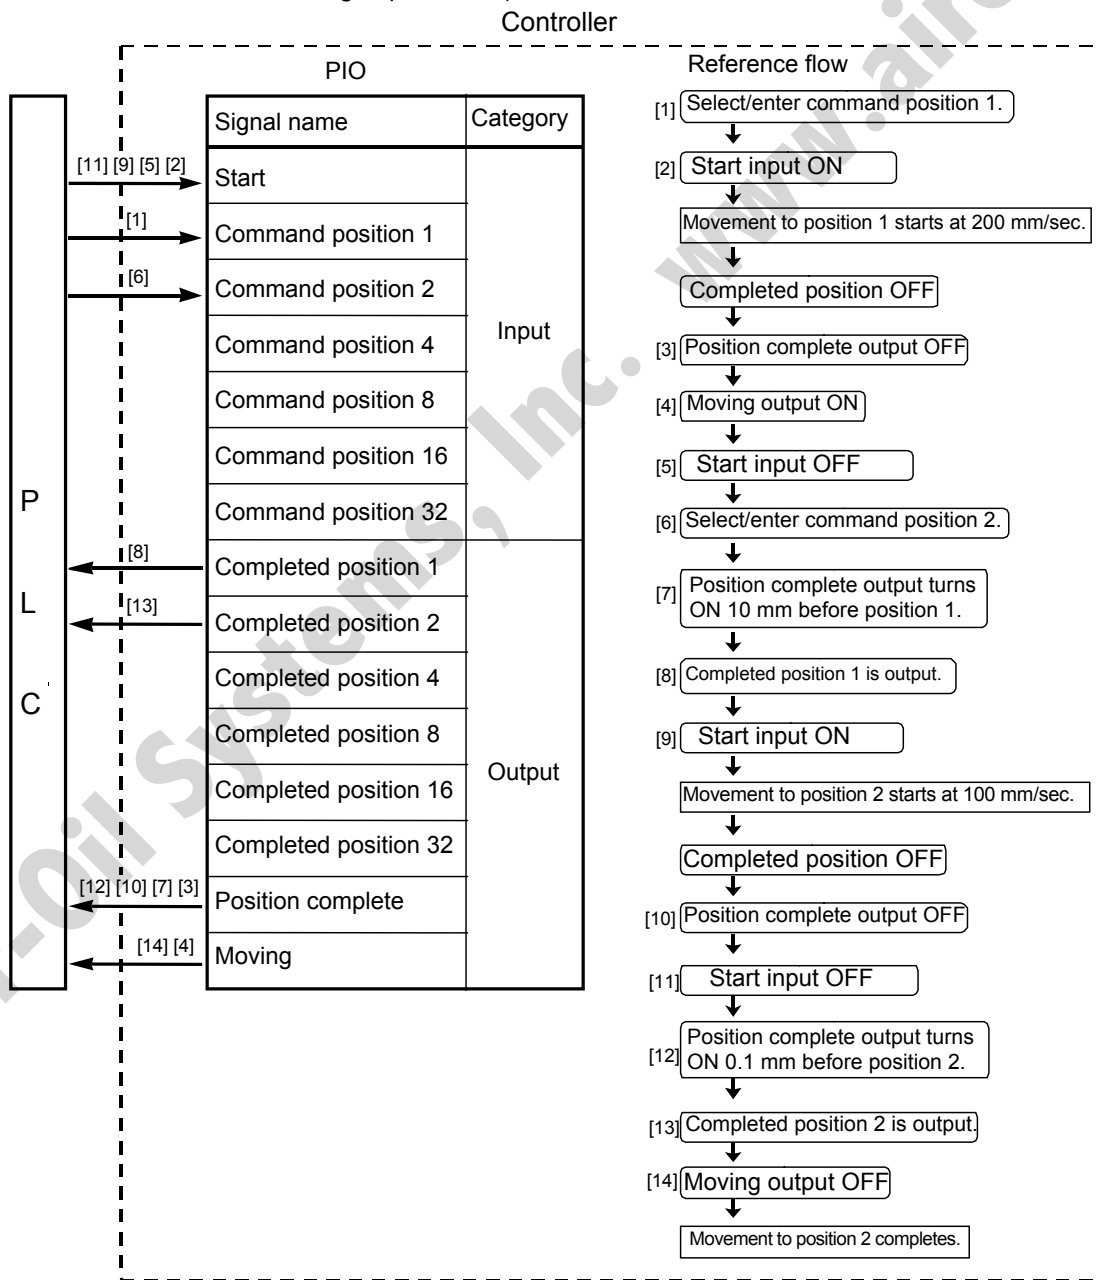 Controller
PIO
Signal name
Category
[11] [9] [5] [2]
Start
[1]
Command position 1
[6]
Command position 2
Command position 4
Input
Command position 8
Command position 16
Command position 32
P
L
C
[8]
Completed position 1
[13]
Completed position 2
Completed position 4
Completed position 8
Output
Completed position 16
Completed position 32
[12] [10] [7] [3]
Position complete
[14] [4]
Moving
Reference flow
[1] Select/enter command position 1.
[2] Start input ON
Movement to position 1 starts at 200 mm/sec.
Completed position OFF
[3] Position complete output OFF
[4] Moving output ON
[5] Start input OFF
[6] Select/enter command position 2.
[7] Position complete output turns
ON 10 mm before position 1.
[8] Completed position 1 is output.
[9] Start input ON
Movement to position 2 starts at 100 mm/sec.
Completed position OFF
[10] Position complete output OFF
[11] Start input OFF
[12] Position complete output turns
ON 0.1 mm before position 2.
[13] Completed position 2 is output.
[14] Moving output OFF
Movement to position 2 completes.
Oil Systems, Inc. www.air